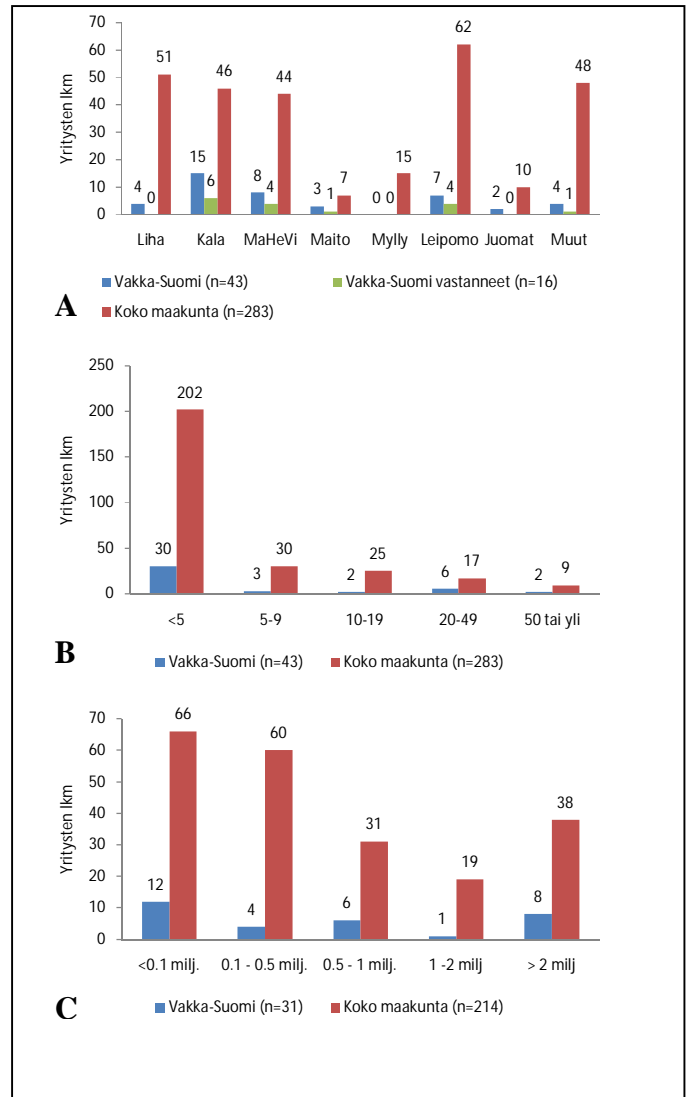 70
60
50
40
30
20
10
0
Yritysten lkm
4 0 51
15 6 46
8 4 44
3 1 7
0 0 15
7 4 62
2 0 10
4 1 48
Liha Kala MaHeVi Maito Mylly Leipomo Juomat Muut
Vakka-Suomi (n=43) Vakka-Suomi vastanneet (n=16)
Koko maakunta (n=283)
A
250
200
150
100
50
0
Yritysten lkm
30 202
3 30
2 25
6 17
2 9
<5 5-9 10-19 20-49 50 tai yli
Vakka-Suomi (n=43) Koko maakunta (n=283)
B
70
60
50
40
30
20
10
0
Yritysten lkm
12 66
4 60
6 31
1 19
8 38
<0.1 milj. 0.1 - 0.5 milj. 0.5 - 1 milj. 1 -2 milj > 2 milj
Vakka-Suomi (n=31) Koko maakunta (n=214)
C